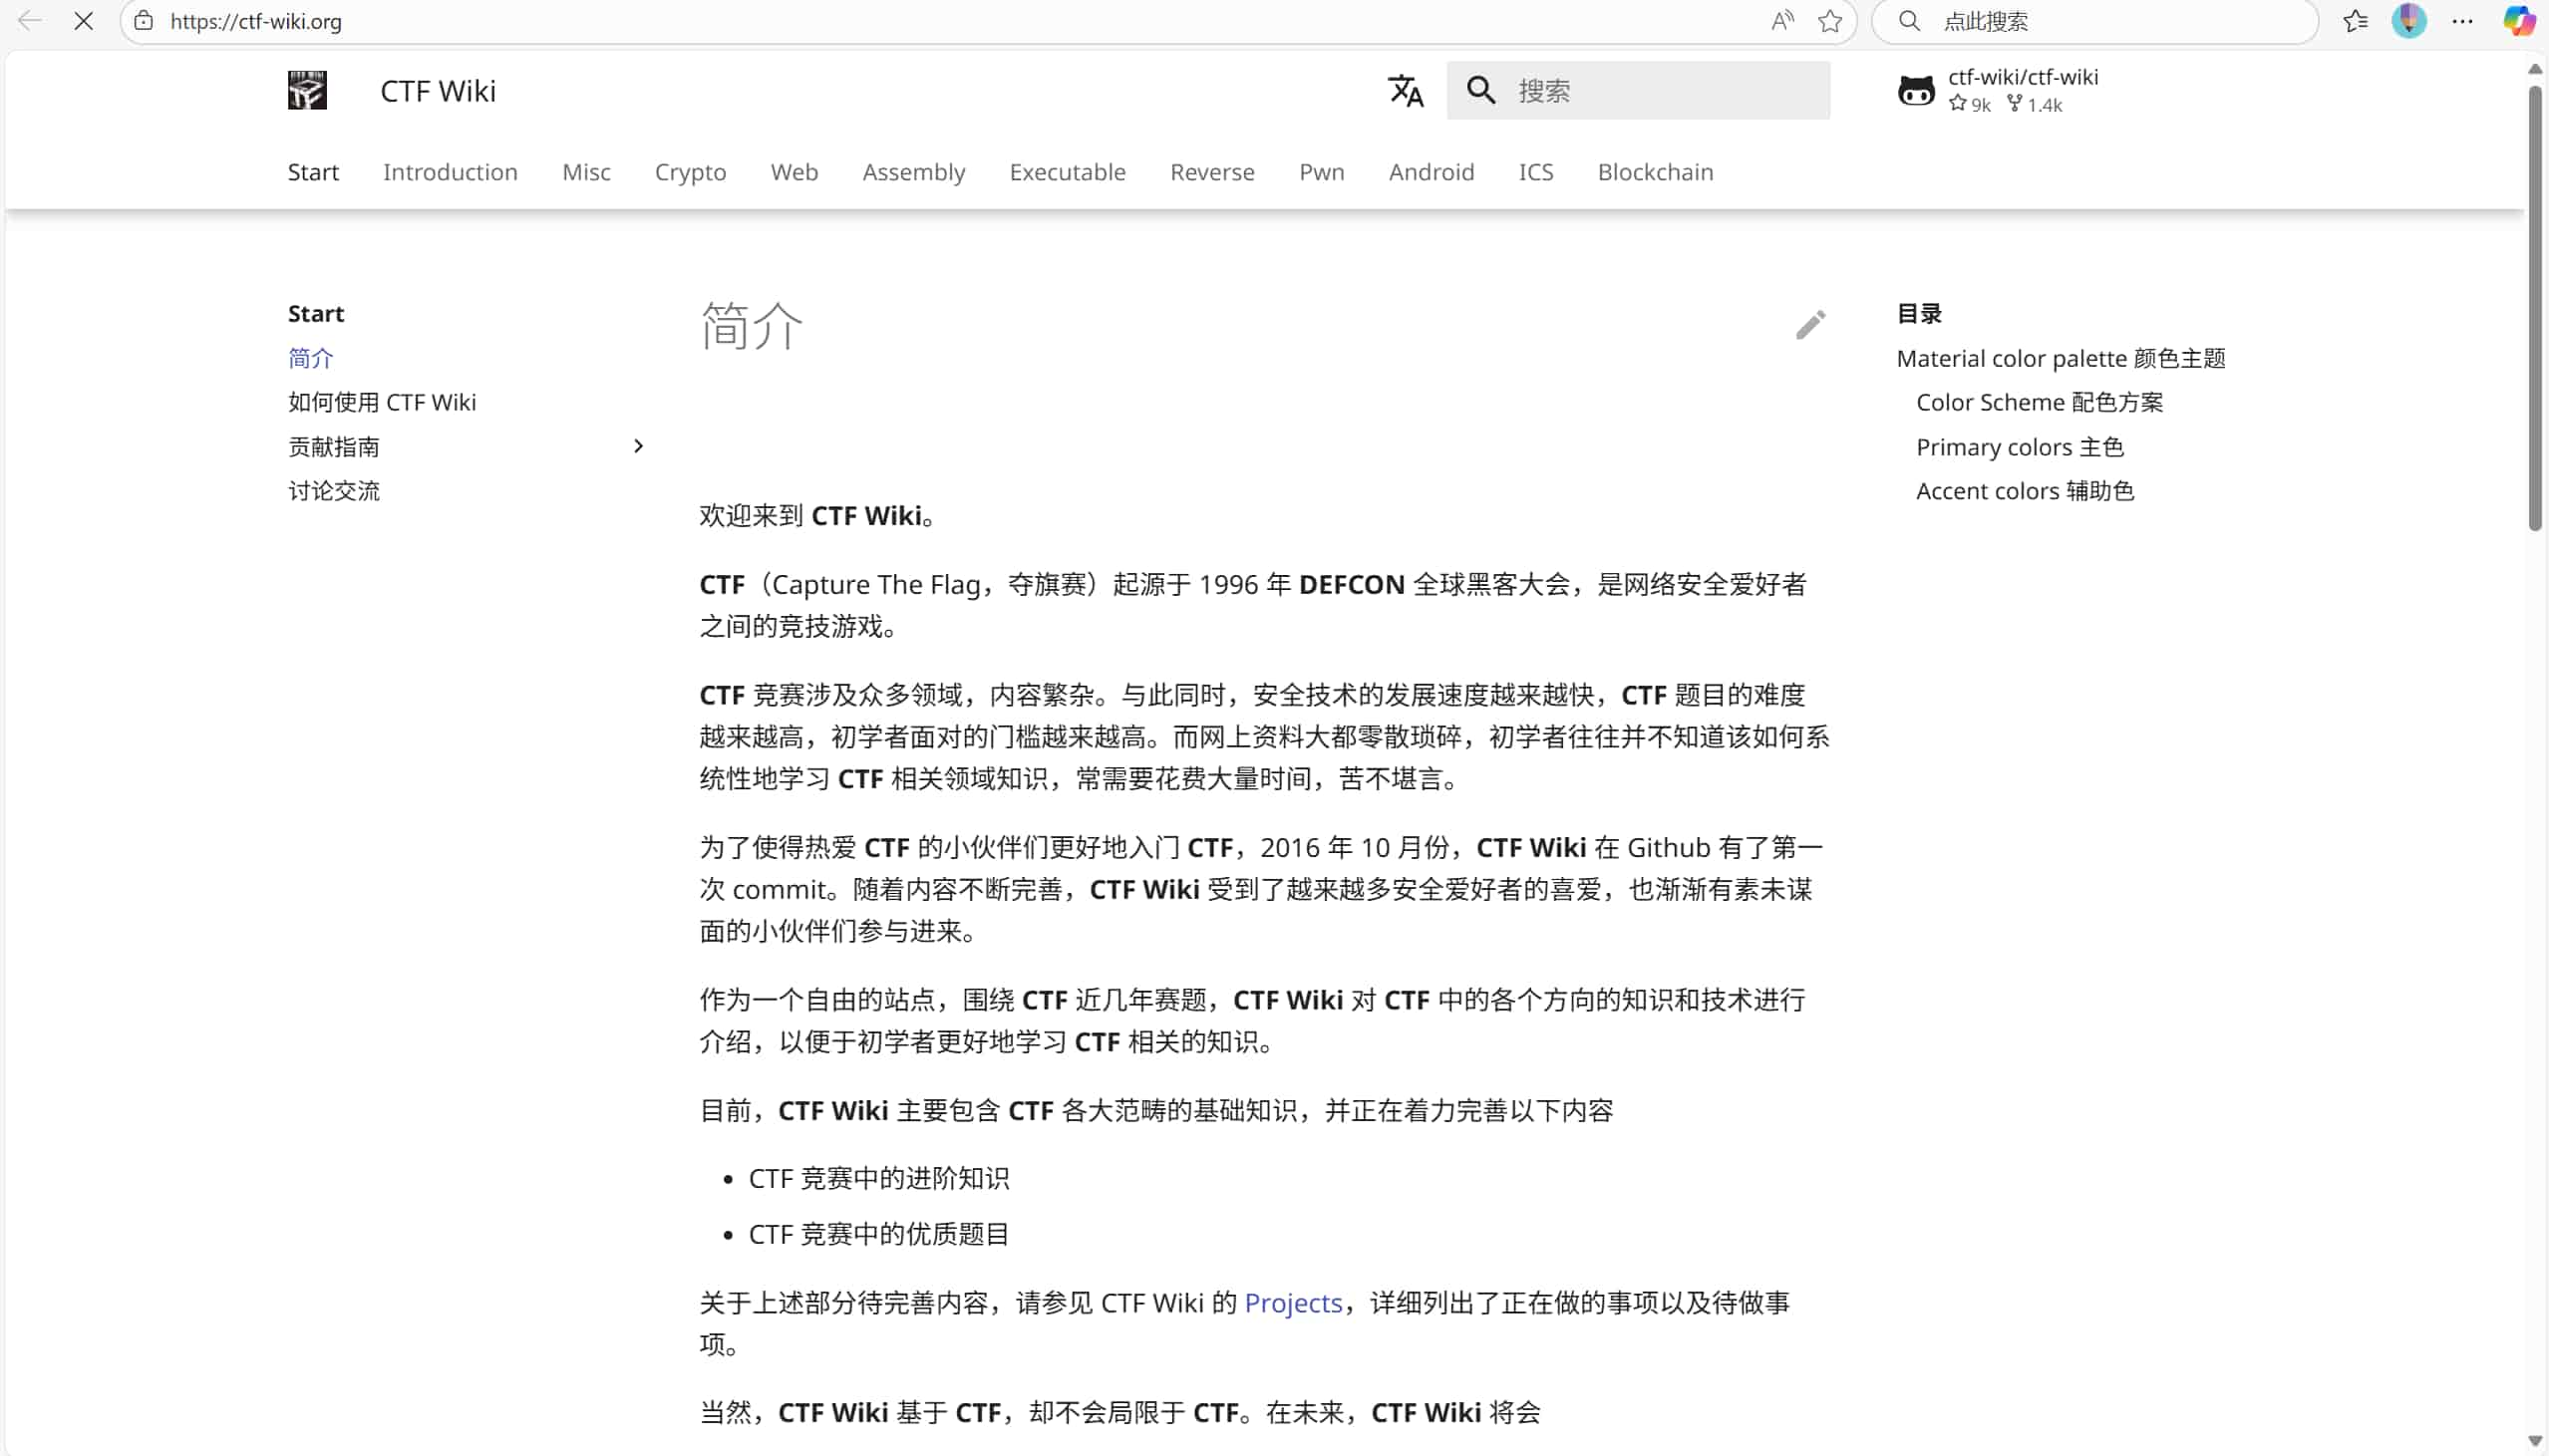 https://ctf-wiki.org
点此搜索
CTF Wiki
搜索
ctf-wiki/ctf-wiki
9k 1.4k
Start Introduction Misc Crypto Web Assembly Executable Reverse Pwn Android ICS Blockchain
Start
简介
如何使用 CTF Wiki
贡献指南
讨论交流
简介
欢迎来到 CTF Wiki。
CTF（Capture The Flag，夺旗赛）起源于 1996 年 DEFCON 全球黑客大会，是网络安全爱好者
之间的竞技游戏。
CTF 竞赛涉及众多领域，内容繁杂。与此同时，安全技术的发展速度越来越快，CTF 题目的难度
越来越高，初学者面对的门槛越来越高。而网上资料大都零散琐碎，初学者往往并不知道该如何系
统性地学习 CTF 相关领域知识，常需要花费大量时间，苦不堪言。
为了使得热爱 CTF 的小伙伴们更好地入门 CTF，2016 年 10 月份，CTF Wiki 在 Github 有了第一
次 commit。随着内容不断完善，CTF Wiki 受到了越来越多安全爱好者的喜爱，也渐渐有素未谋
面的小伙伴们参与进来。
作为一个自由的站点，围绕 CTF 近几年赛题，CTF Wiki 对 CTF 中的各个方向的知识和技术进行
介绍，以便于初学者更好地学习 CTF 相关的知识。
目前，CTF Wiki 主要包含 CTF 各大范畴的基础知识，并正在着力完善以下内容
• CTF 竞赛中的进阶知识
• CTF 竞赛中的优质题目
关于上述部分待完善内容，请参见 CTF Wiki 的 Projects，详细列出了正在做的事项以及待做事
项。
当然，CTF Wiki 基于 CTF，却不会局限于 CTF。在未来，CTF Wiki 将会
目录
Material color palette 颜色主题
Color Scheme 配色方案
Primary colors 主色
Accent colors 辅助色